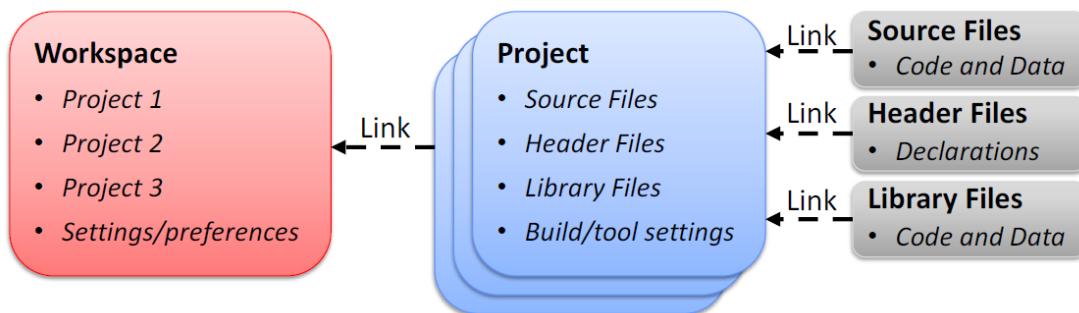 Workspace
• Project 1
• Project 2
• Project 3
• Settings/preferences
Link
Project
• Source Files
• Header Files
• Library Files
• Build/tool settings
Link
Source Files
• Code and Data
Link
Header Files
• Declarations
Link
Library Files
• Code and Data